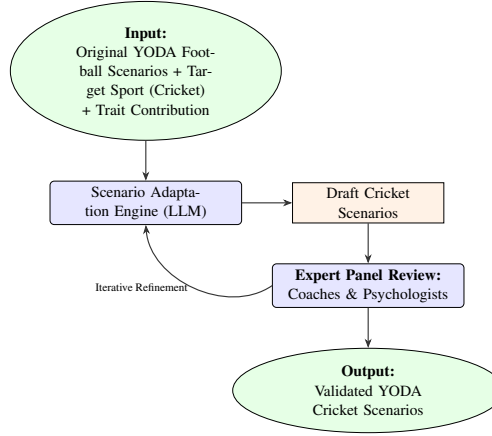 Input:
Original YODA Foot-
ball Scenarios + Tar-
get Sport (Cricket)
+ Trait Contribution
Scenario Adapta-
tion Engine (LLM)
Draft Cricket
Scenarios
Expert Panel Review:
Coaches & Psychologists
Iterative Refinement
Output:
Validated YODA
Cricket Scenarios